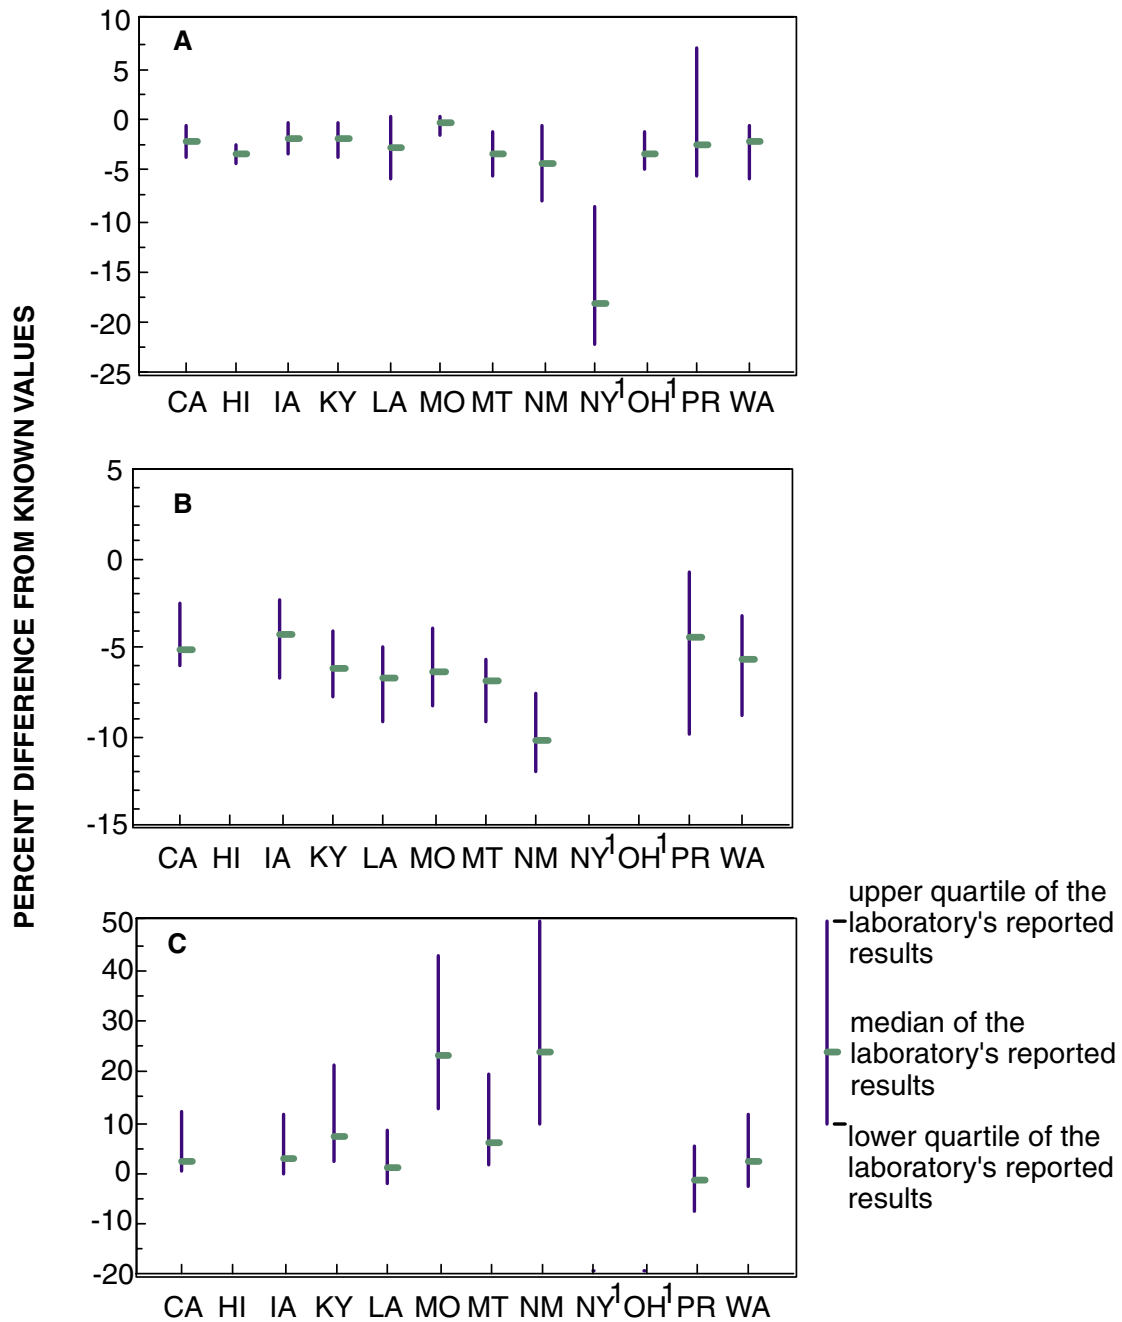 PERCENT DIFFERENCE FROM KNOWN VALUES
A
10
5
0
-5
-10
-15
-20
-25
CA HI IA KY LA MO MT NM NY¹ OH¹ PR WA
B
5
0
-5
-10
-15
CA HI IA KY LA MO MT NM NY¹ OH¹ PR WA
C
50
40
30
20
10
0
-10
-20
CA HI IA KY LA MO MT NM NY¹ OH¹ PR WA
upper quartile of the
laboratory's reported
results
median of the
laboratory's reported
results
lower quartile of the
laboratory's reported
results